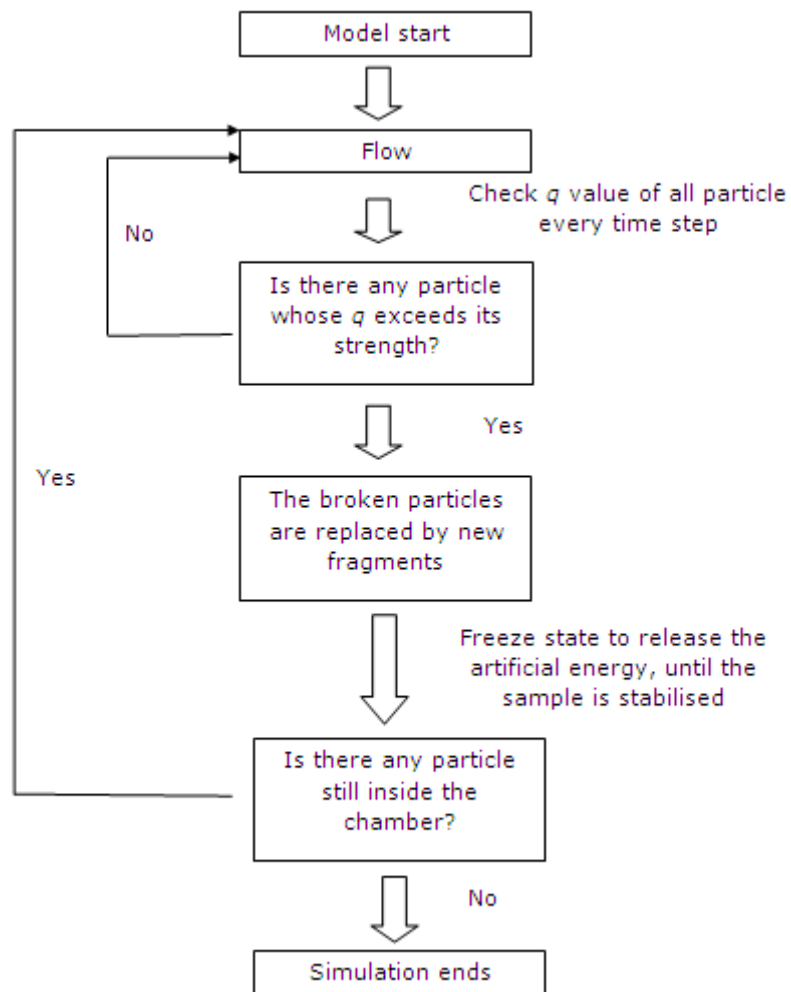 Model start
Flow
Check q value of all particle
every time step
No
Is there any particle
whose q exceeds its
strength?
Yes
Yes
The broken particles
are replaced by new
fragments
Freeze state to release the
artificial energy, until the
sample is stabilised
Is there any particle
still inside the
chamber?
No
Simulation ends